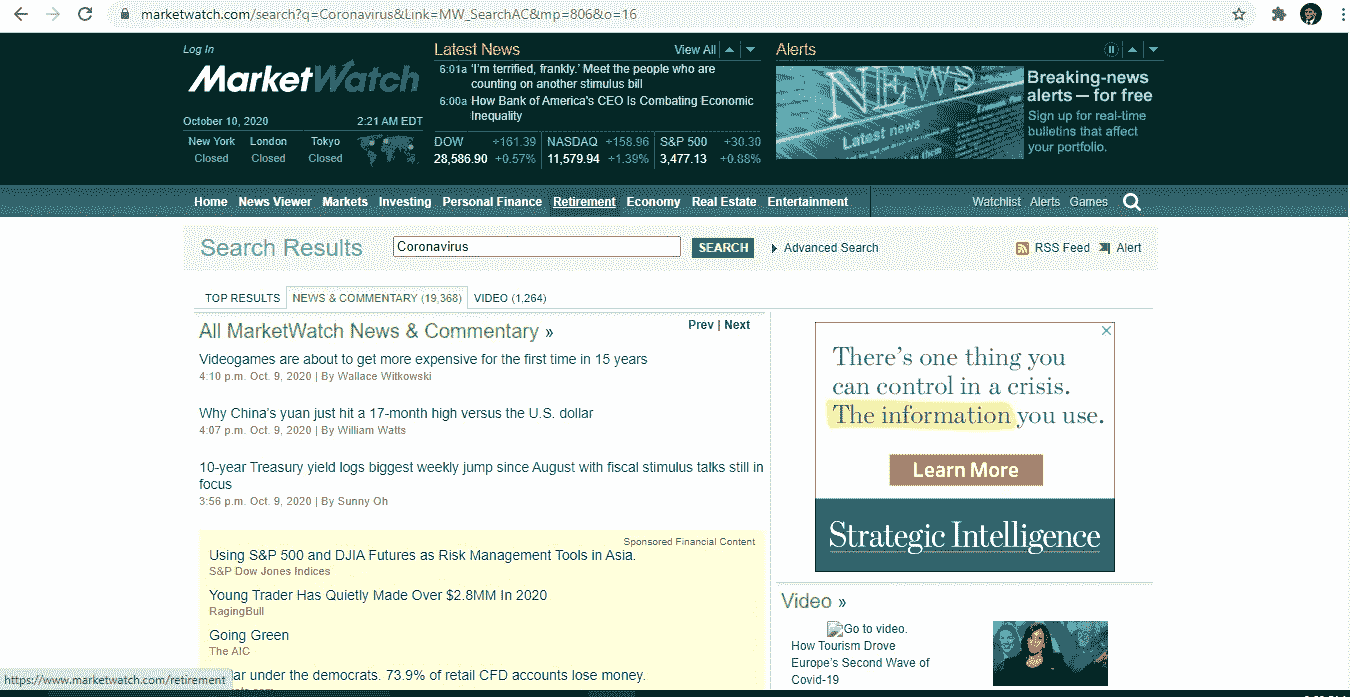 marketwatch.com/search?q=Coronavirus&Link=MW_SearchAC&mp=806&o=16
Log In
MarketWatch
October 10, 2020 2:21 AM EDT
New York London Tokyo
Closed Closed Closed
Latest News View All
6:01a 'I'm terrified, frankly.' Meet the people who are
counting on another stimulus bill
6:00a How Bank of America's CEO Is Combating Economic
Inequality
DOW +161.39 NASDAQ +158.96 S&P 500 +30.30
28,586.90 +0.57% 11,579.94 +1.39% 3,477.13 +0.88%
Alerts
NEWS
Latest news
Breaking-news
alerts — for free
Sign up for real-time
bulletins that affect
your portfolio.
Home News Viewer Markets Investing Personal Finance Retirement Economy Real Estate Entertainment Watchlist Alerts Games
Search Results Coronavirus SEARCH Advanced Search RSS Feed Alert
TOP RESULTS NEWS & COMMENTARY (19,368) VIDEO (1,264)
All MarketWatch News & Commentary » Prev | Next
Videogames are about to get more expensive for the first time in 15 years
4:10 p.m. Oct. 9, 2020 | By Wallace Witkowski
Why China's yuan just hit a 17-month high versus the U.S. dollar
4:07 p.m. Oct. 9, 2020 | By William Watts
10-year Treasury yield logs biggest weekly jump since August with fiscal stimulus talks still in
focus
3:56 p.m. Oct. 9, 2020 | By Sunny Oh
Sponsored Financial Content
Using S&P 500 and DJIA Futures as Risk Management Tools in Asia.
S&P Dow Jones Indices
Young Trader Has Quietly Made Over $2.8MM In 2020
RagingBull
Going Green
The AIC
ar under the democrats. 73.9% of retail CFD accounts lose money.
https://www.marketwatch.com/retirement
There's one thing you
can control in a crisis.
The information you use.
Learn More
Strategic Intelligence
Video »
Go to video.
How Tourism Drove
Europe's Second Wave of
Covid-19